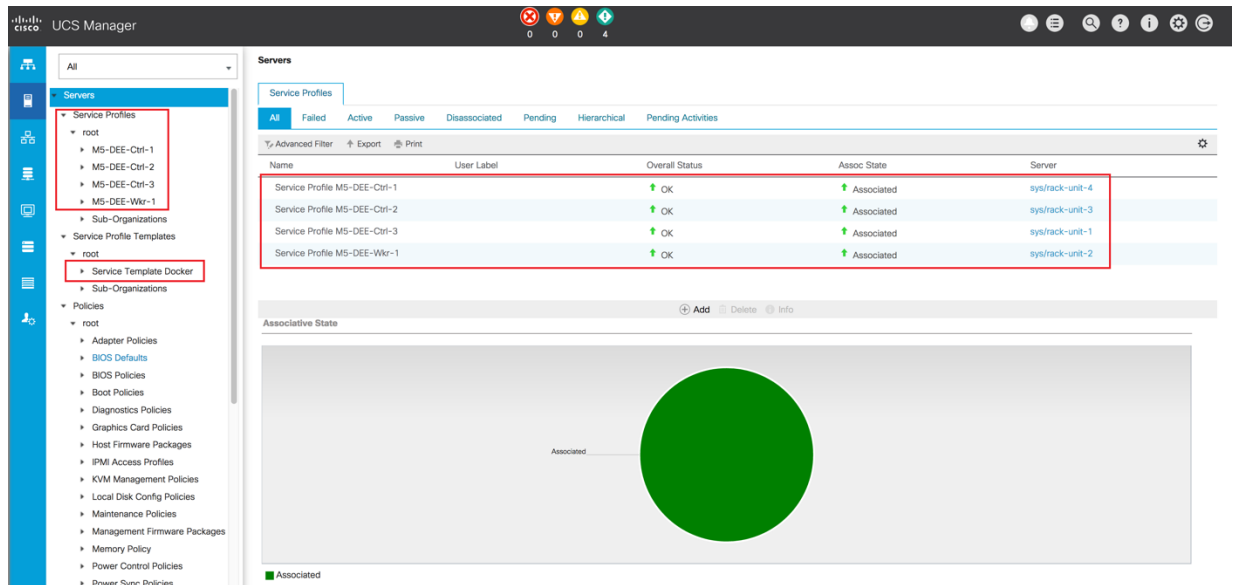 cisco UCS Manager
0 0 0 4
All
Servers
Service Profiles
root
M5-DEE-Ctrl-1
M5-DEE-Ctrl-2
M5-DEE-Ctrl-3
M5-DEE-Wkr-1
Sub-Organizations
Service Profile Templates
root
Service Template Docker
Sub-Organizations
Policies
root
Adapter Policies
BIOS Defaults
BIOS Policies
Boot Policies
Diagnostics Policies
Graphics Card Policies
Host Firmware Packages
IPMI Access Profiles
KVM Management Policies
Local Disk Config Policies
Maintenance Policies
Management Firmware Packages
Memory Policy
Power Control Policies
Power Sync Policies
Servers
Service Profiles
All Failed Active Passive Disassociated Pending Hierarchical Pending Activities
Advanced Filter Export Print
Name User Label Overall Status Assoc State Server
Service Profile M5-DEE-Ctrl-1 OK Associated sys/rack-unit-4
Service Profile M5-DEE-Ctrl-2 OK Associated sys/rack-unit-3
Service Profile M5-DEE-Ctrl-3 OK Associated sys/rack-unit-1
Service Profile M5-DEE-Wkr-1 OK Associated sys/rack-unit-2
Add Delete Info
Associative State
Associated
Associated